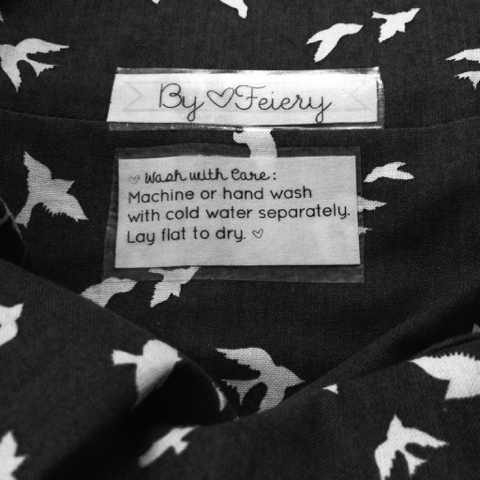 By ♡ Feiery
♡ Wash with Care:
Machine or hand wash
with cold water separately.
Lay flat to dry. ♡